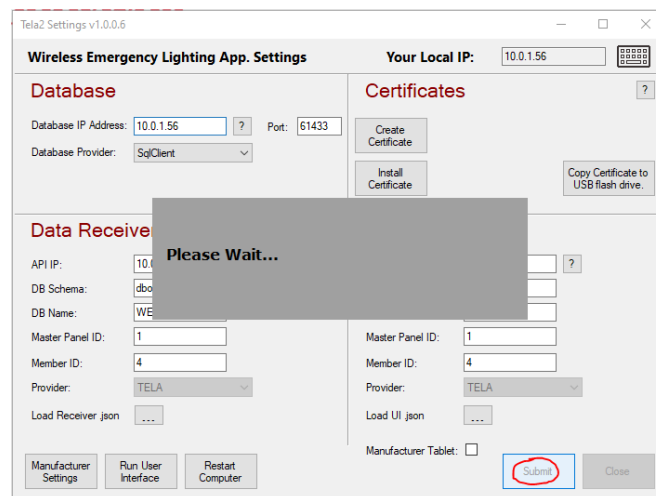 Tela2 Settings v1.0.0.6
Wireless Emergency Lighting App. Settings
Your Local IP:
10.0.1.56
Database
Database IP Address:
10.0.1.56
?
Port:
61433
Database Provider:
SqlClient
Certificates
?
Create
Certificate
Install
Certificate
Copy Certificate to
USB flash drive.
Please Wait...
API IP:
?
DB Schema:
dbo
DB Name:
Master Panel ID:
1
Member ID:
4
Provider:
TELA
Load Receiver .json
...
Master Panel ID:
1
Member ID:
4
Provider:
TELA
Load UI .json
...
Manufacturer Tablet:
Manufacturer
Settings
Run User
Interface
Restart
Computer
Submit
Close